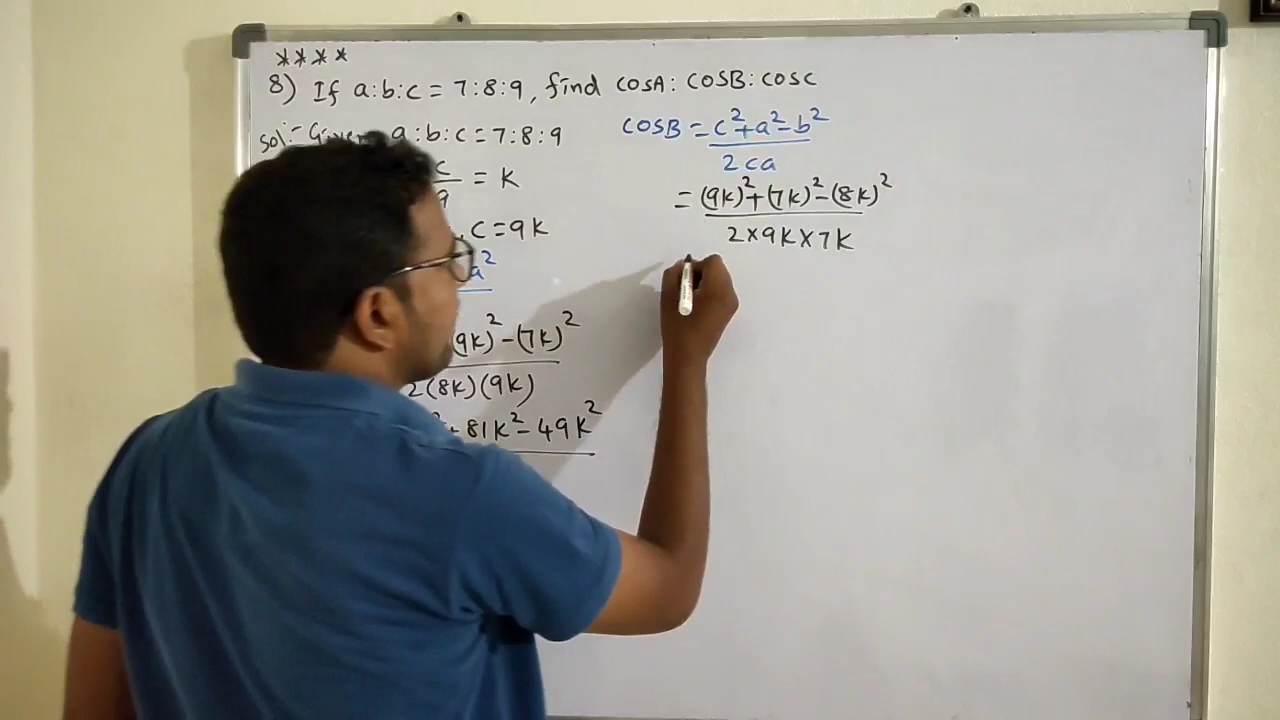 ****
8) If a:b:c = 7:8:9, find cosA: COSB: COSC
Sol:- Given a:b:c = 7:8:9
c/9 = K
, C = 9K
a²
9K)² - (7K)²
2(8K)(9K)
+ 81K² - 49K²
COSB = c² + a² - b²
2ca
= (9K)² + (7K)² - (8K)²
2×9K×7K